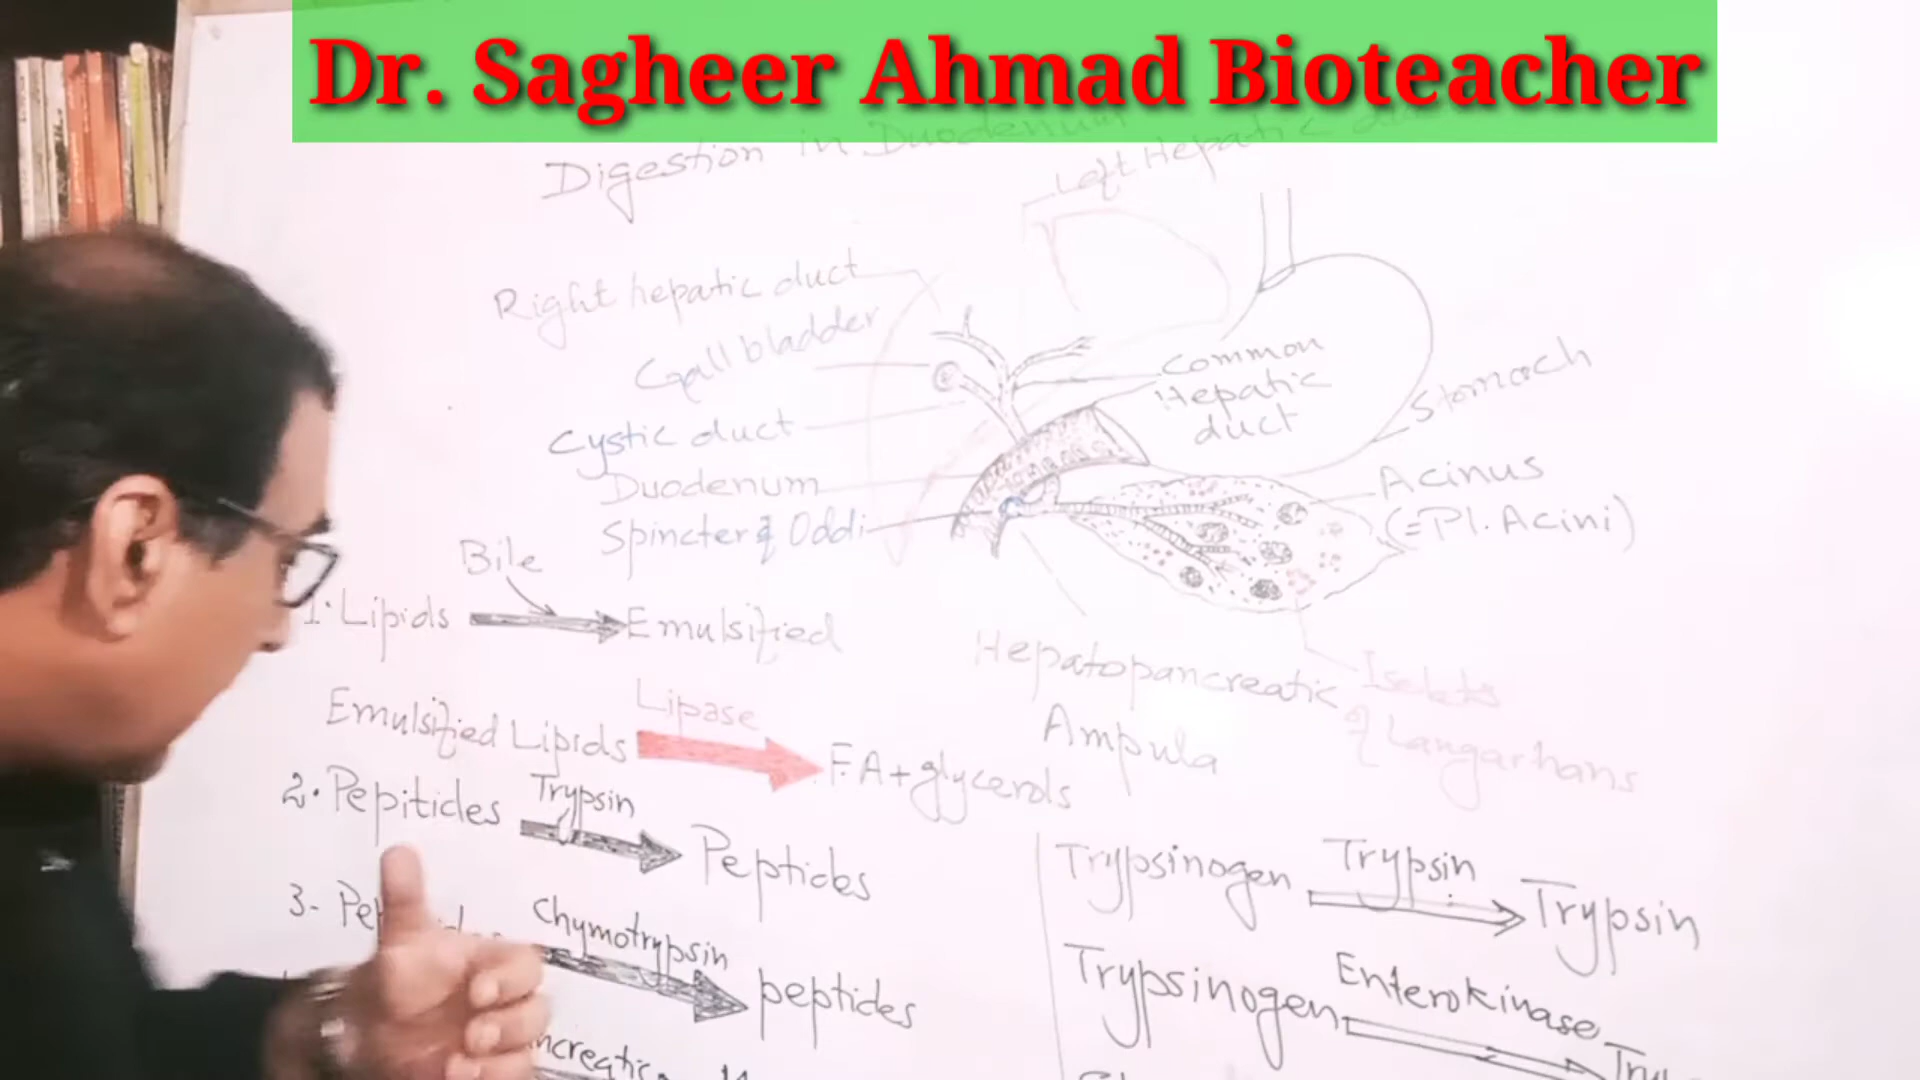 Dr. Sagheer Ahmad Bioteacher
Digestion in Duodenum
Left Hepatic
Right hepatic duct
Gall bladder
Common
Hepatic
duct
Stomach
Cystic duct
Duodenum
Spincter of Oddi
Acinus
(=Pl. Acini)
Bile
1. Lipids Emulsified
Hepatopancreatic
Ampula
Iselets
of Langarhans
Lipase
Emulsified Lipids F.A + glycerols
2. Pepitides Trypsin Peptides
3- Chymotrypsin peptides
Trypsinogen Trypsin Trypsin
Trypsinogen Enterokinase